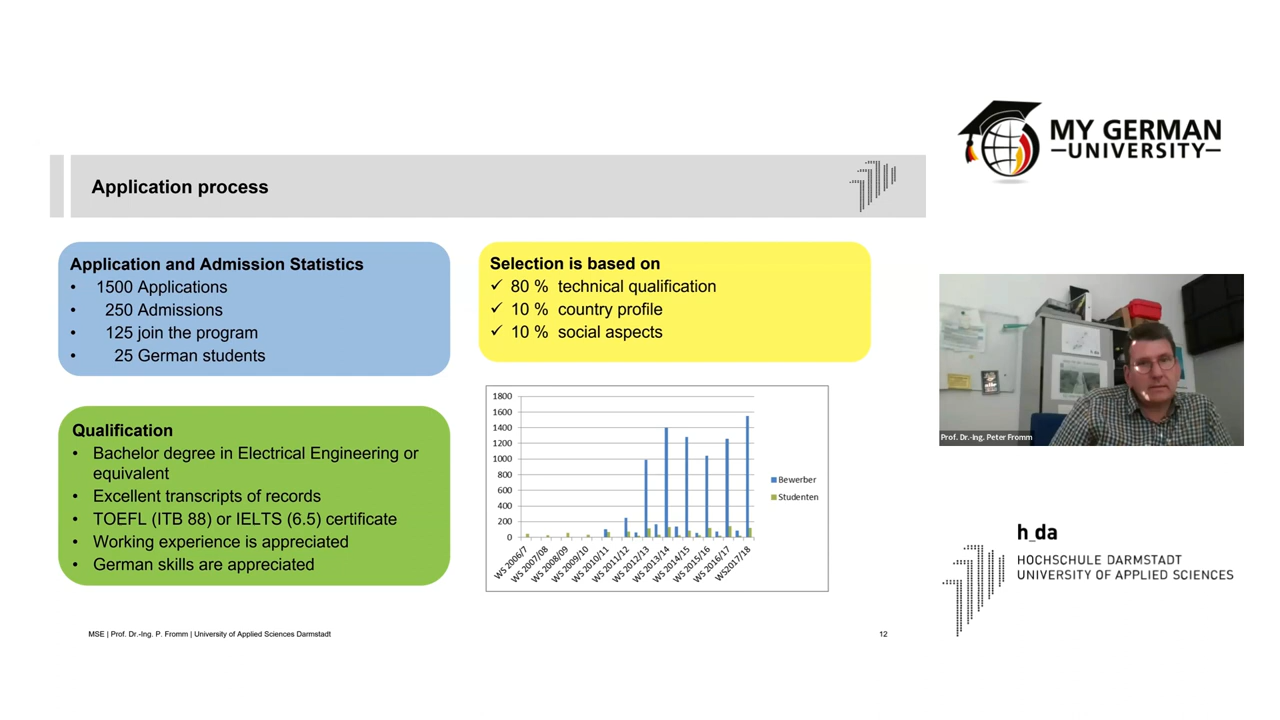 MY GERMAN
UNIVERSITY
Application process
Application and Admission Statistics
• 1500 Applications
• 250 Admissions
• 125 join the program
• 25 German students
Selection is based on
✓ 80 % technical qualification
✓ 10 % country profile
✓ 10 % social aspects
Qualification
• Bachelor degree in Electrical Engineering or
equivalent
• Excellent transcripts of records
• TOEFL (ITB 88) or IELTS (6.5) certificate
• Working experience is appreciated
• German skills are appreciated
1800
1600
1400
1200
1000
800
600
400
200
0
WS 2006/7
WS 2007/08
WS 2008/09
WS 2009/10
WS 2010/11
WS 2011/12
WS 2012/13
WS 2013/14
WS 2014/15
WS 2015/16
WS 2016/17
WS2017/18
Bewerber
Studenten
Prof. Dr.-Ing. Peter Fromm
h_da
HOCHSCHULE DARMSTADT
UNIVERSITY OF APPLIED SCIENCES
MSE | Prof. Dr.-Ing. P. Fromm | University of Applied Sciences Darmstadt
12